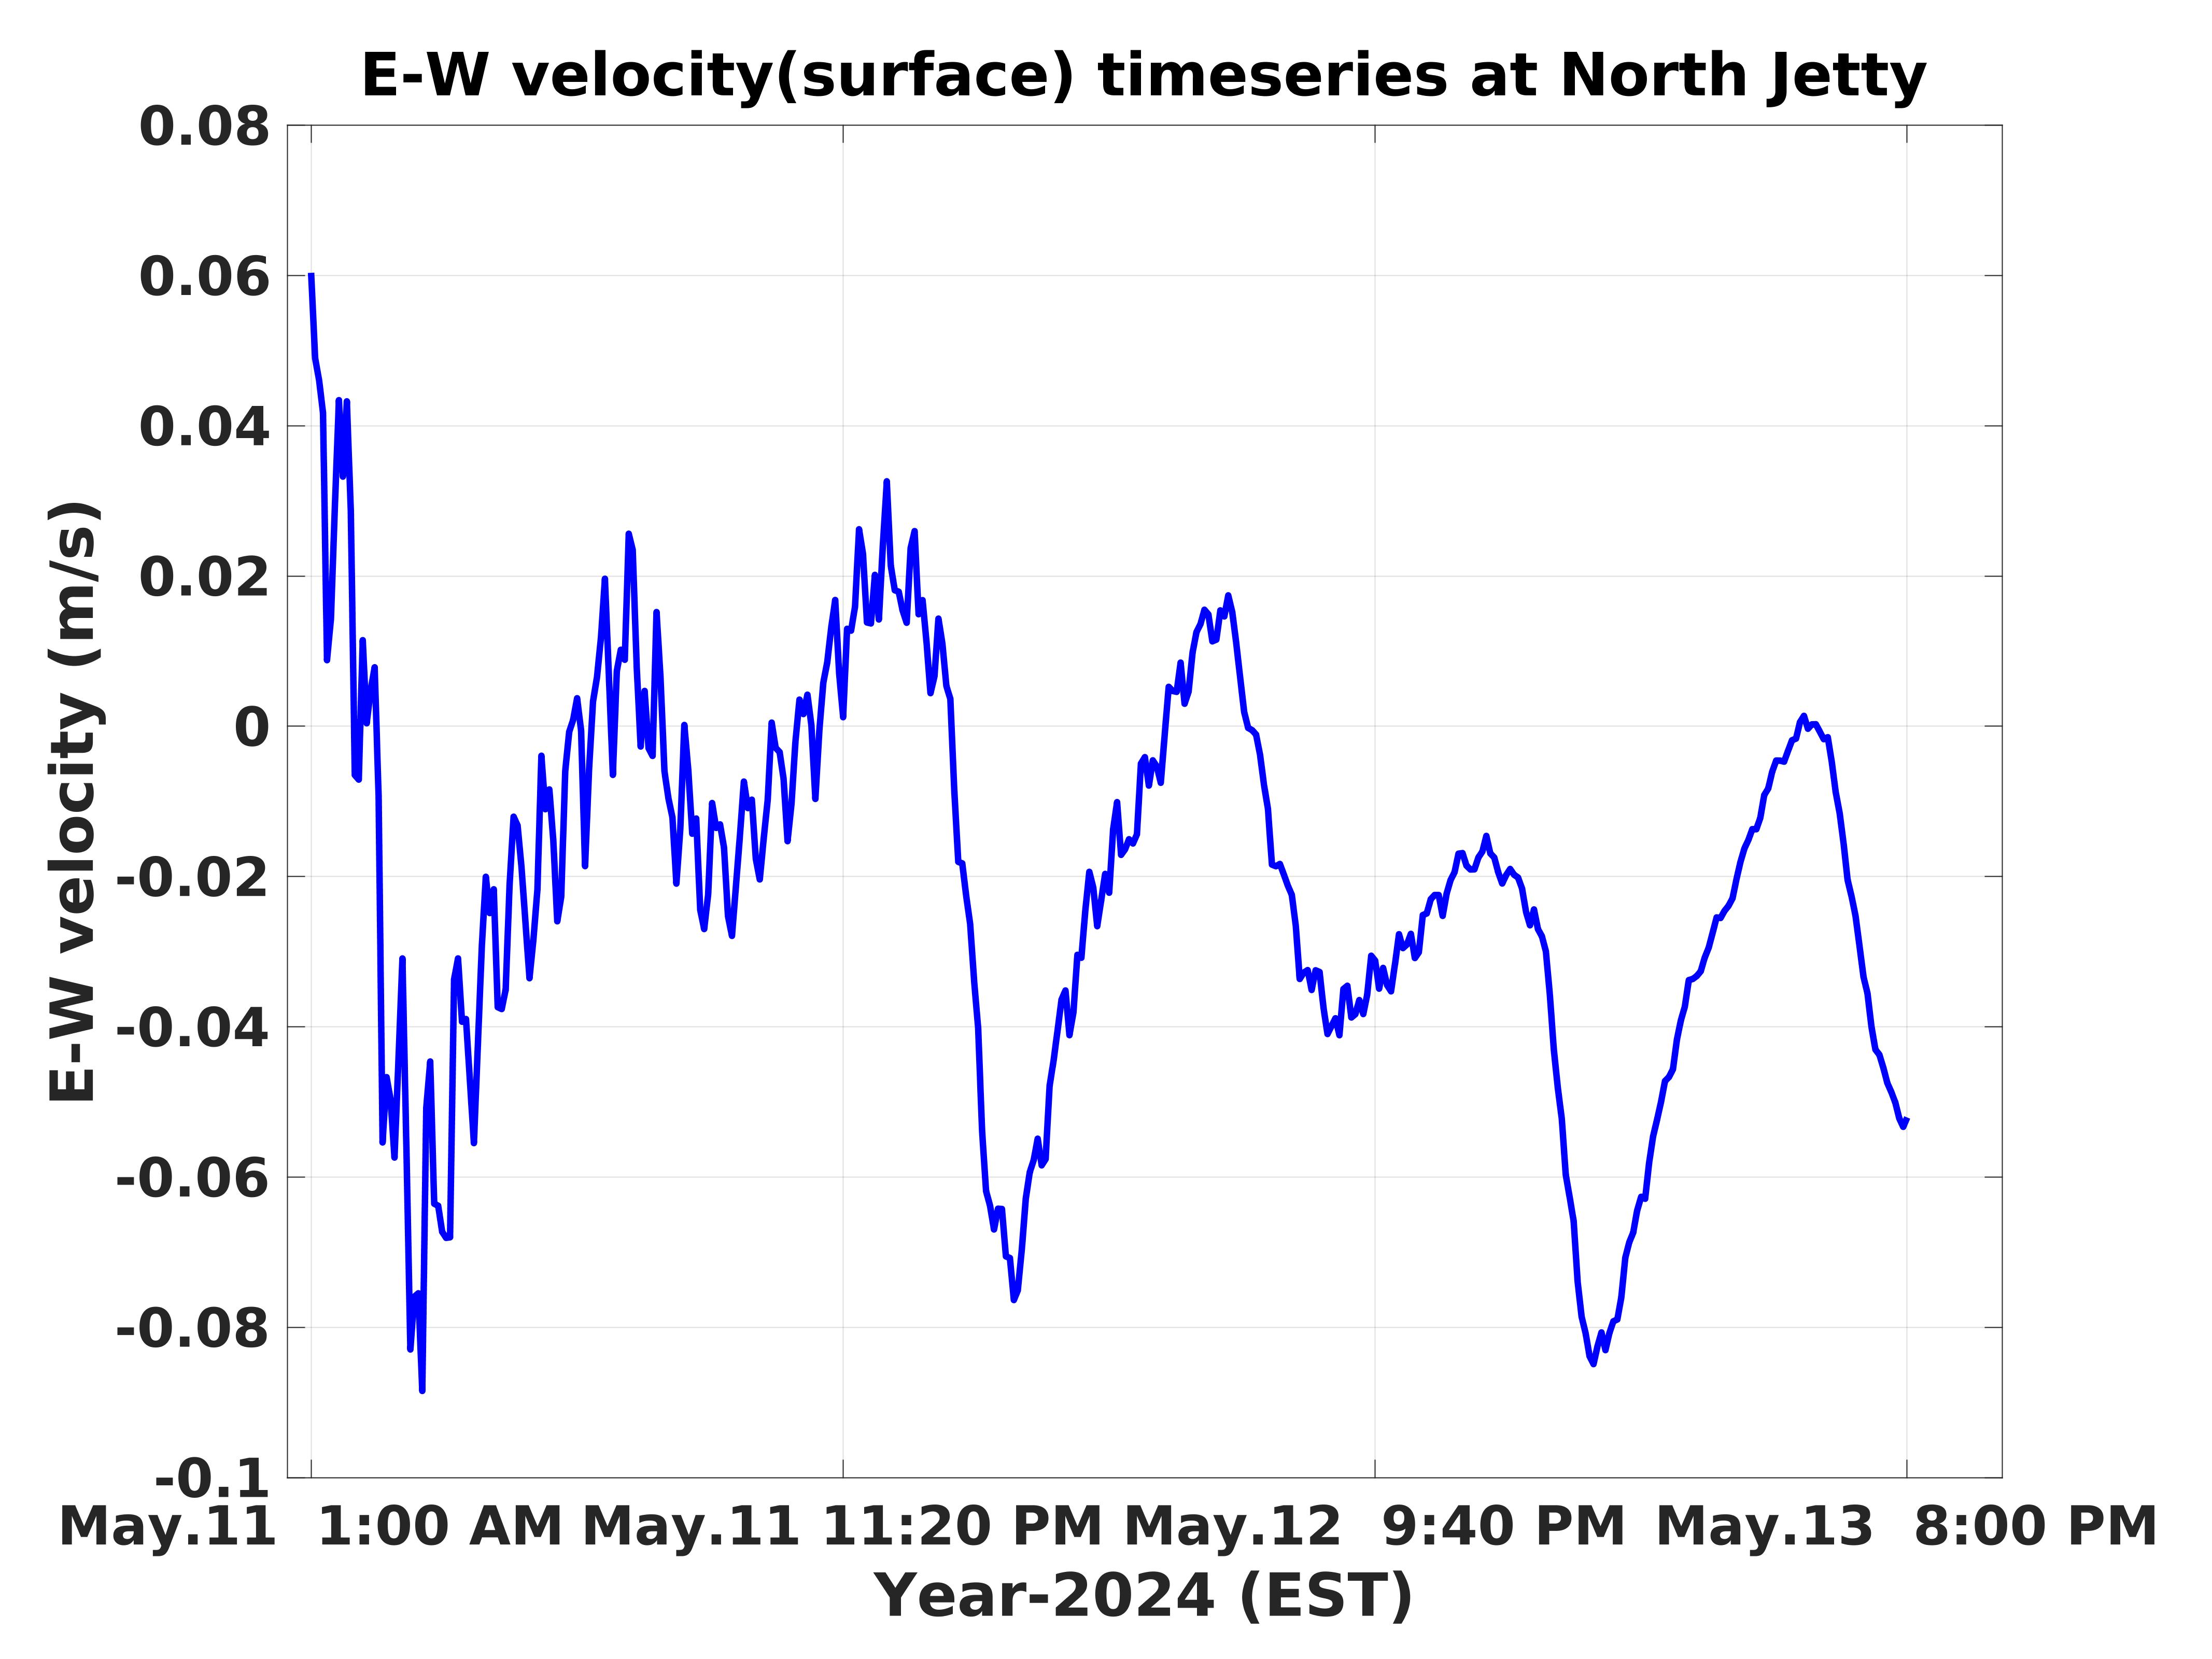 E-W velocity(surface) timeseries at North Jetty
0.08
0.06
0.04
0.02
0
-0.02
-0.04
-0.06
-0.08
-0.1
E-W velocity (m/s)
May.11 1:00 AM May.11 11:20 PM May.12 9:40 PM May.13 8:00 PM
Year-2024 (EST)